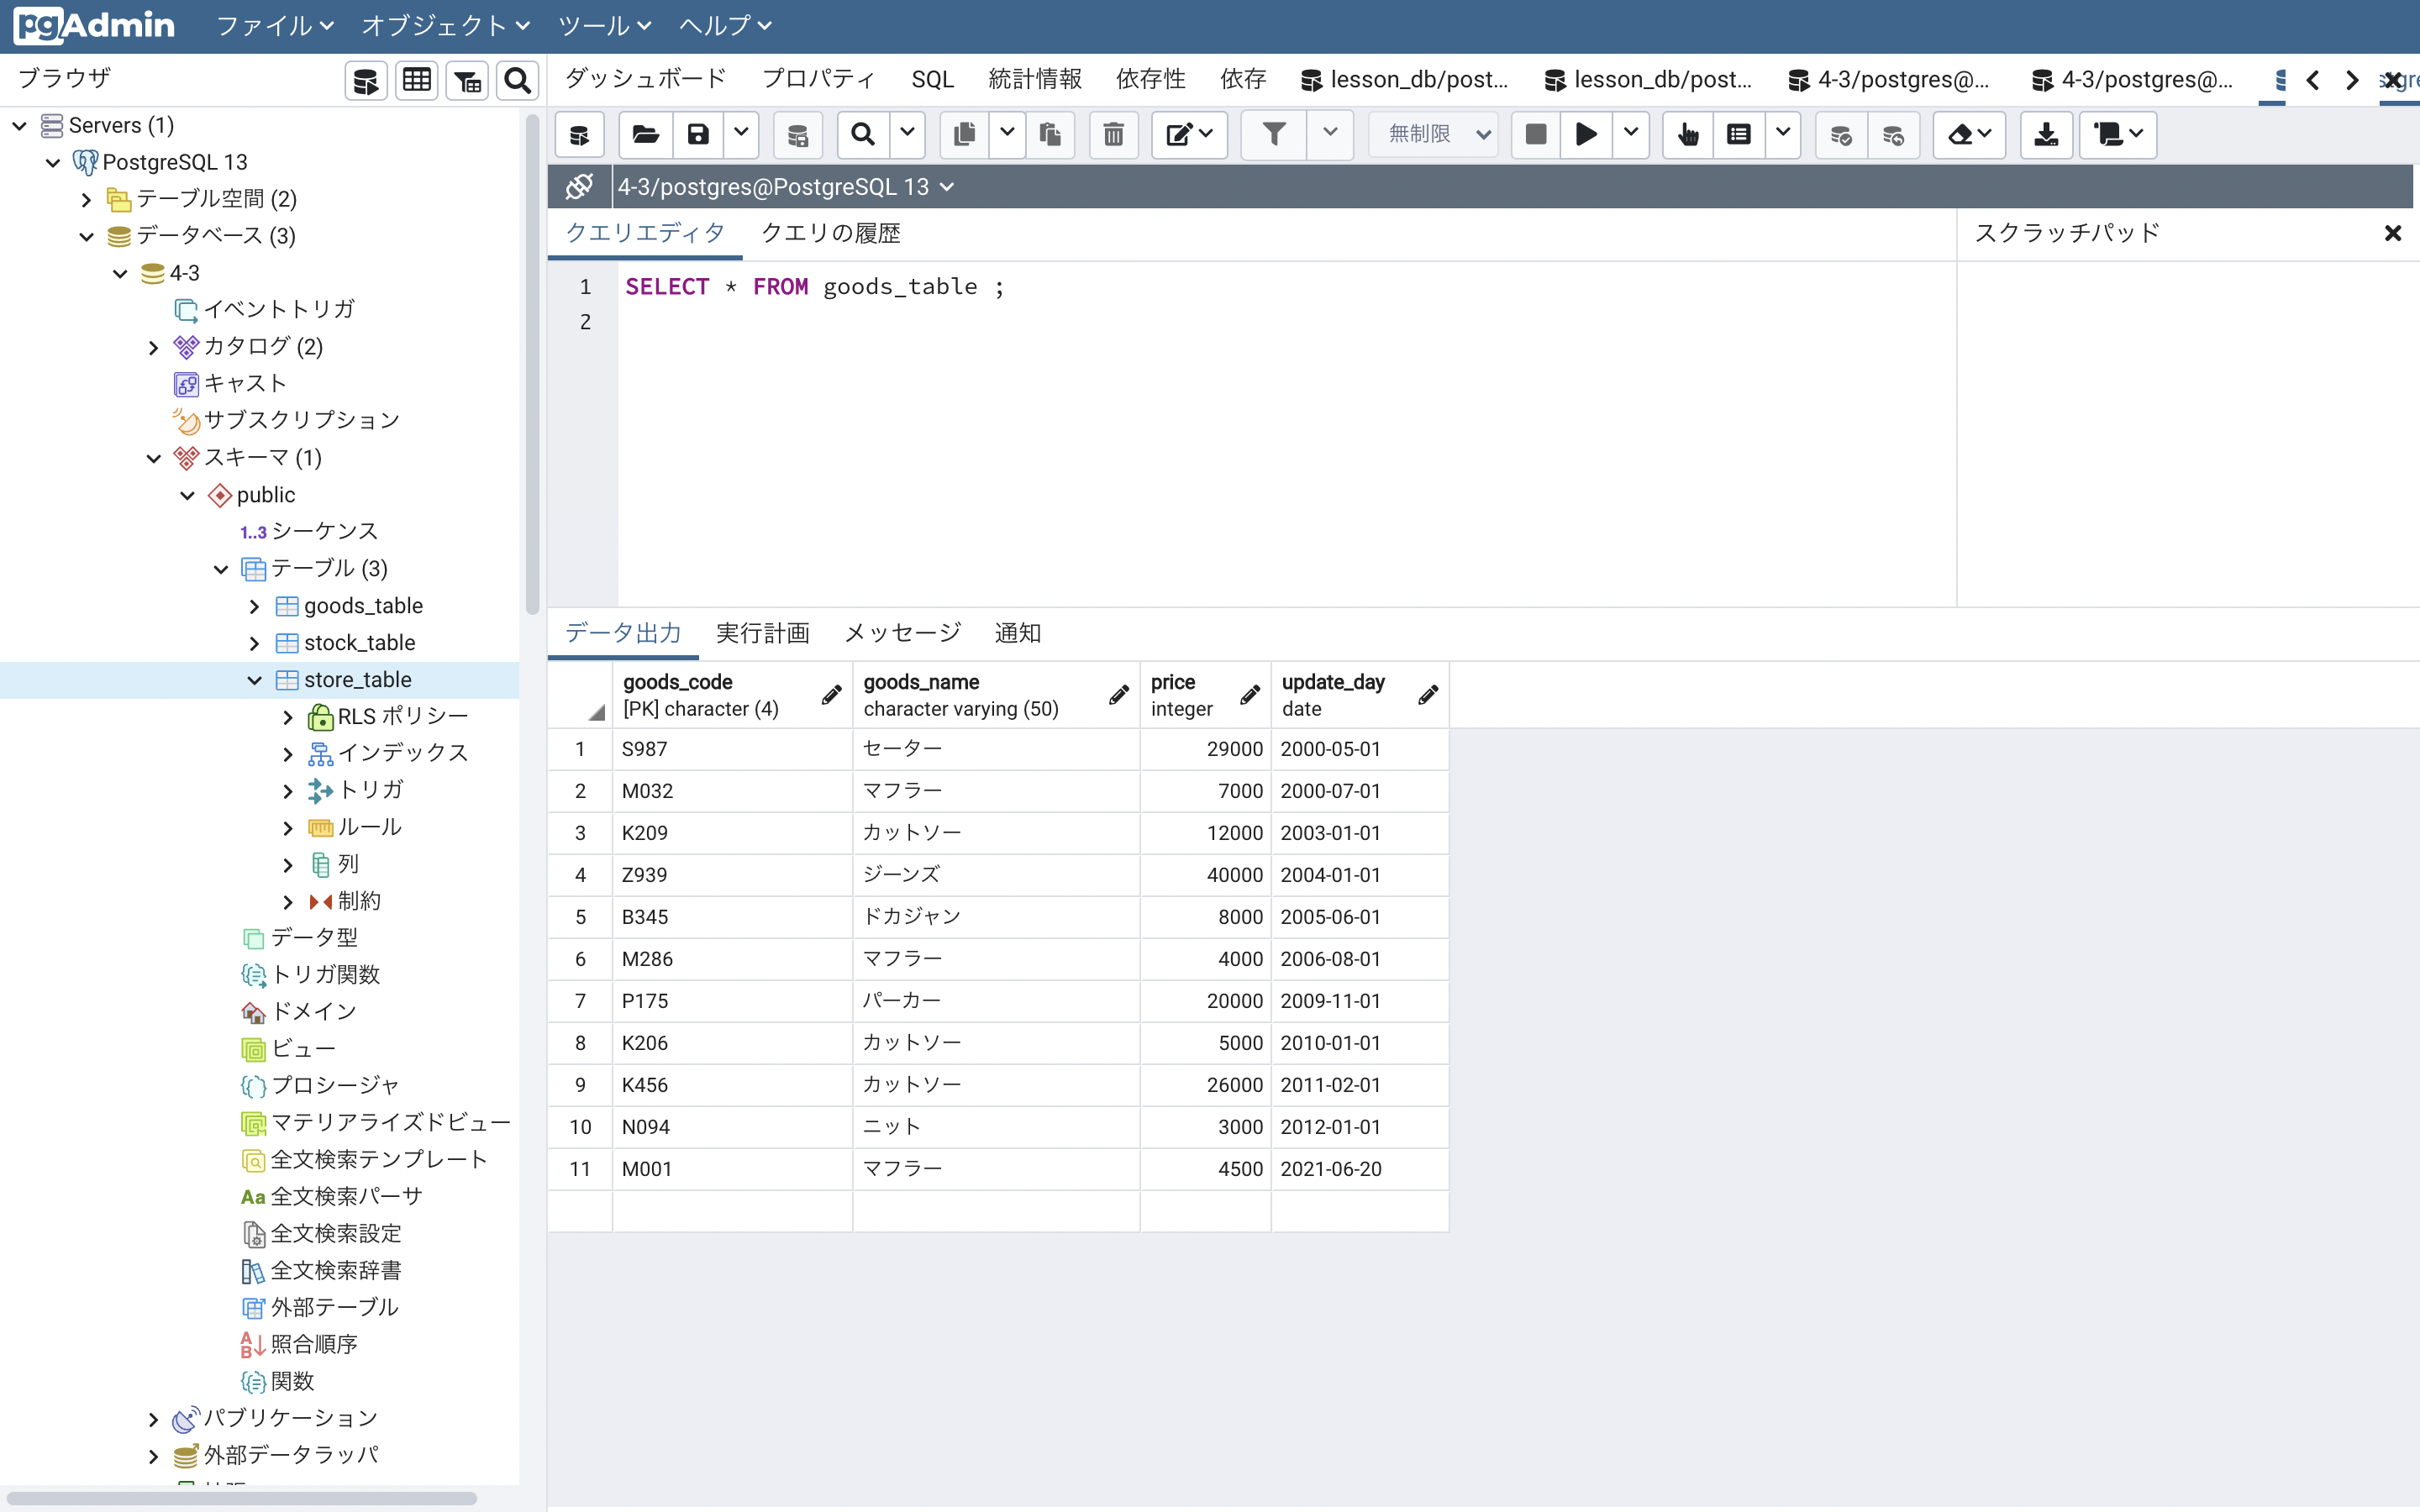 pgAdmin ファイル オブジェクト ツール ヘルプ
ブラウザ
ダッシュボード プロパティ SQL 統計情報 依存性 依存 lesson_db/post... lesson_db/post... 4-3/postgres@... 4-3/postgres@...
Servers (1)
PostgreSQL 13
テーブル空間 (2)
データベース (3)
4-3
イベントトリガ
カタログ (2)
キャスト
サブスクリプション
スキーマ (1)
public
1..3 シーケンス
テーブル (3)
goods_table
stock_table
store_table
RLS ポリシー
インデックス
トリガ
ルール
列
制約
データ型
トリガ関数
ドメイン
ビュー
プロシージャ
マテリアライズドビュー
全文検索テンプレート
Aa 全文検索パーサ
全文検索設定
全文検索辞書
外部テーブル
照合順序
関数
パブリケーション
外部データラッパ
無制限
4-3/postgres@PostgreSQL 13
クエリエディタ クエリの履歴
スクラッチパッド
1 SELECT * FROM goods_table ;
2
データ出力 実行計画 メッセージ 通知
goods_code goods_name price update_day
[PK] character (4) character varying (50) integer date
1 S987 セーター 29000 2000-05-01
2 M032 マフラー 7000 2000-07-01
3 K209 カットソー 12000 2003-01-01
4 Z939 ジーンズ 40000 2004-01-01
5 B345 ドカジャン 8000 2005-06-01
6 M286 マフラー 4000 2006-08-01
7 P175 パーカー 20000 2009-11-01
8 K206 カットソー 5000 2010-01-01
9 K456 カットソー 26000 2011-02-01
10 N094 ニット 3000 2012-01-01
11 M001 マフラー 4500 2021-06-20